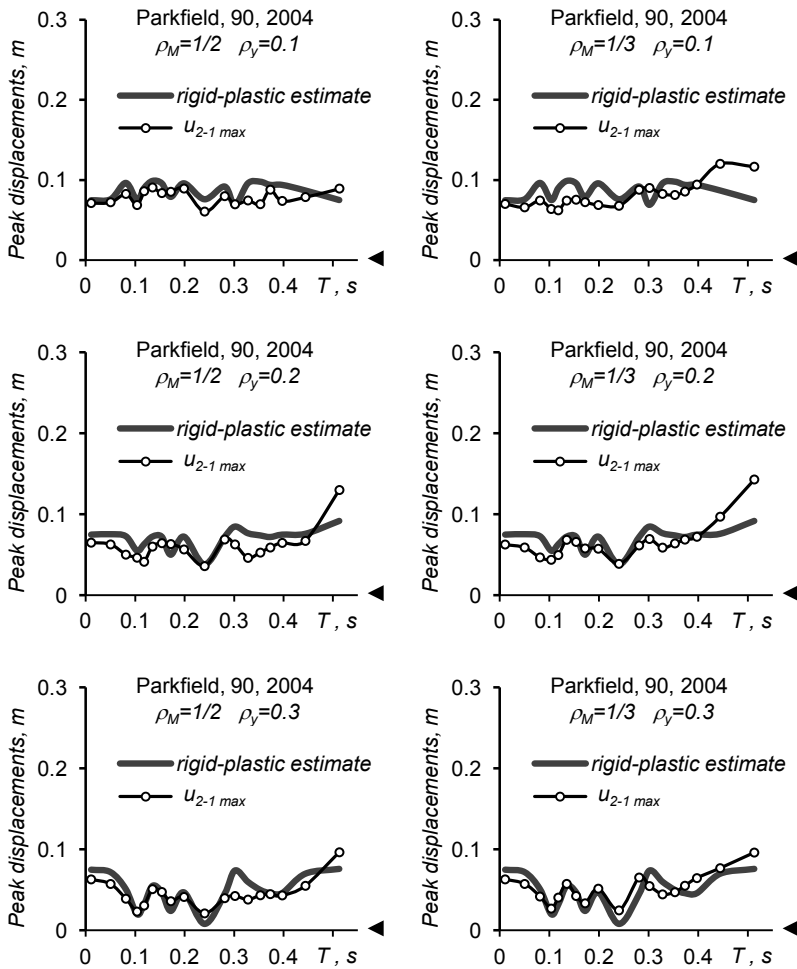 Parkfield, 90, 2004
ρM=1/2 ρy=0.1
rigid-plastic estimate
u2-1 max
Peak displacements, m
0.3
0.2
0.1
0
0 0.1 0.2 0.3 0.4 T , s
Parkfield, 90, 2004
ρM=1/3 ρy=0.1
rigid-plastic estimate
u2-1 max
Peak displacements, m
0.3
0.2
0.1
0
0 0.1 0.2 0.3 0.4 T , s
Parkfield, 90, 2004
ρM=1/2 ρy=0.2
rigid-plastic estimate
u2-1 max
Peak displacements, m
0.3
0.2
0.1
0
0 0.1 0.2 0.3 0.4 T , s
Parkfield, 90, 2004
ρM=1/3 ρy=0.2
rigid-plastic estimate
u2-1 max
Peak displacements, m
0.3
0.2
0.1
0
0 0.1 0.2 0.3 0.4 T , s
Parkfield, 90, 2004
ρM=1/2 ρy=0.3
rigid-plastic estimate
u2-1 max
Peak displacements, m
0.3
0.2
0.1
0
0 0.1 0.2 0.3 0.4 T , s
Parkfield, 90, 2004
ρM=1/3 ρy=0.3
rigid-plastic estimate
u2-1 max
Peak displacements, m
0.3
0.2
0.1
0
0 0.1 0.2 0.3 0.4 T , s